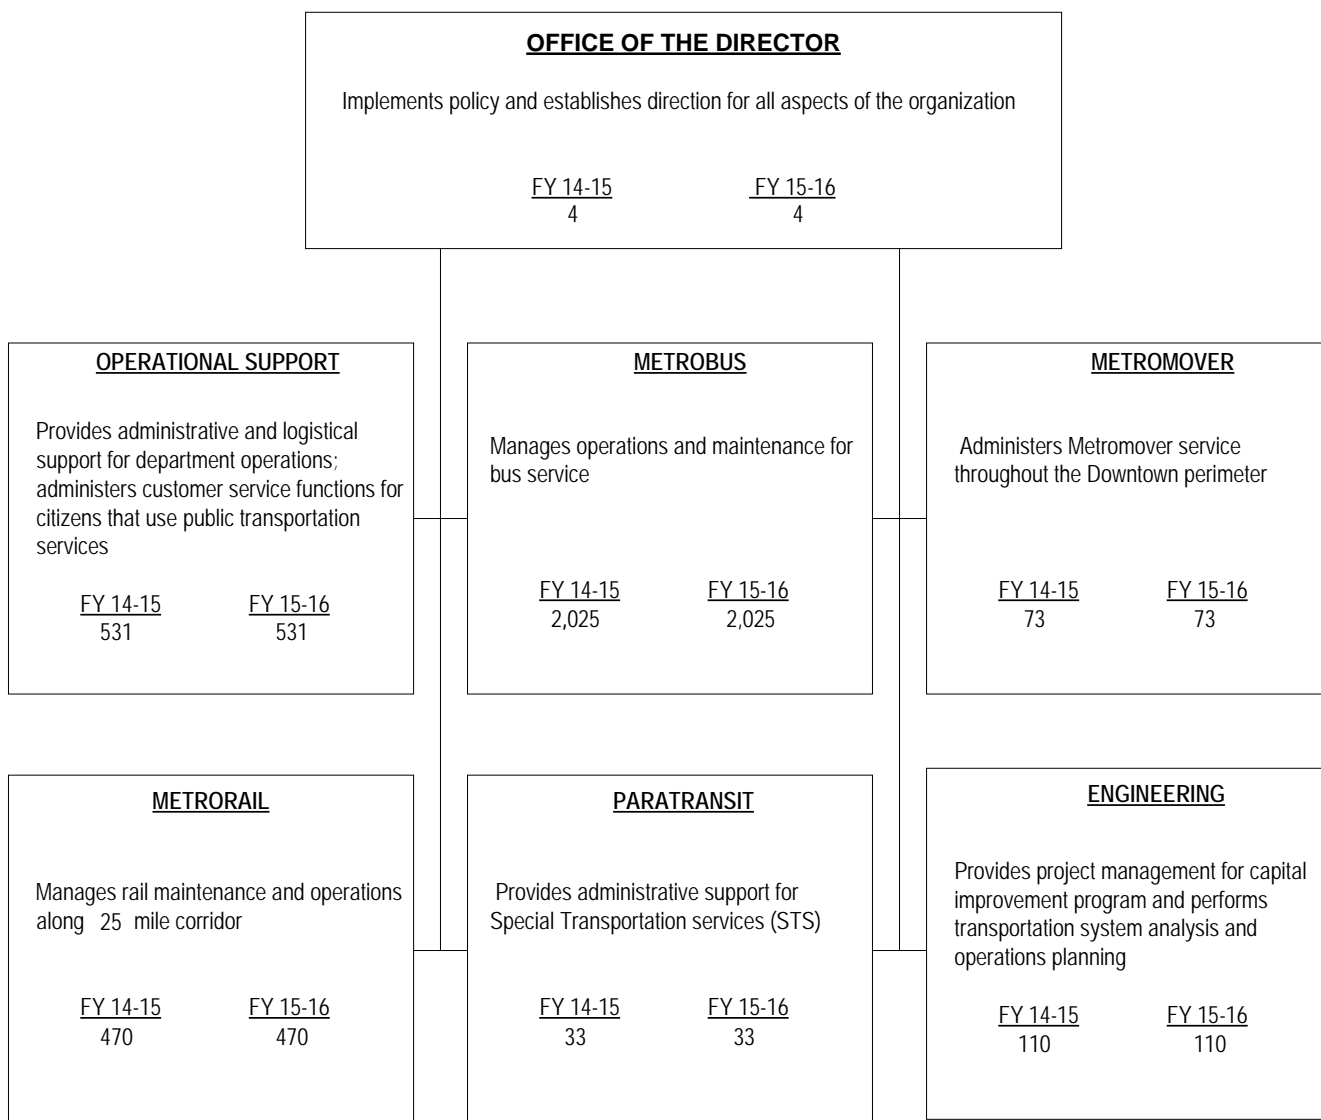 OFFICE OF THE DIRECTOR
Implements policy and establishes direction for all aspects of the organization
FY 14-15 FY 15-16
4 4
OPERATIONAL SUPPORT
Provides administrative and logistical
support for department operations;
administers customer service functions for
citizens that use public transportation
services
FY 14-15 FY 15-16
531 531
METROBUS
Manages operations and maintenance for
bus service
FY 14-15 FY 15-16
2,025 2,025
METROMOVER
Administers Metromover service
throughout the Downtown perimeter
FY 14-15 FY 15-16
73 73
METRORAIL
Manages rail maintenance and operations
along 25 mile corridor
FY 14-15 FY 15-16
470 470
PARATRANSIT
Provides administrative support for
Special Transportation services (STS)
FY 14-15 FY 15-16
33 33
ENGINEERING
Provides project management for capital
improvement program and performs
transportation system analysis and
operations planning
FY 14-15 FY 15-16
110 110